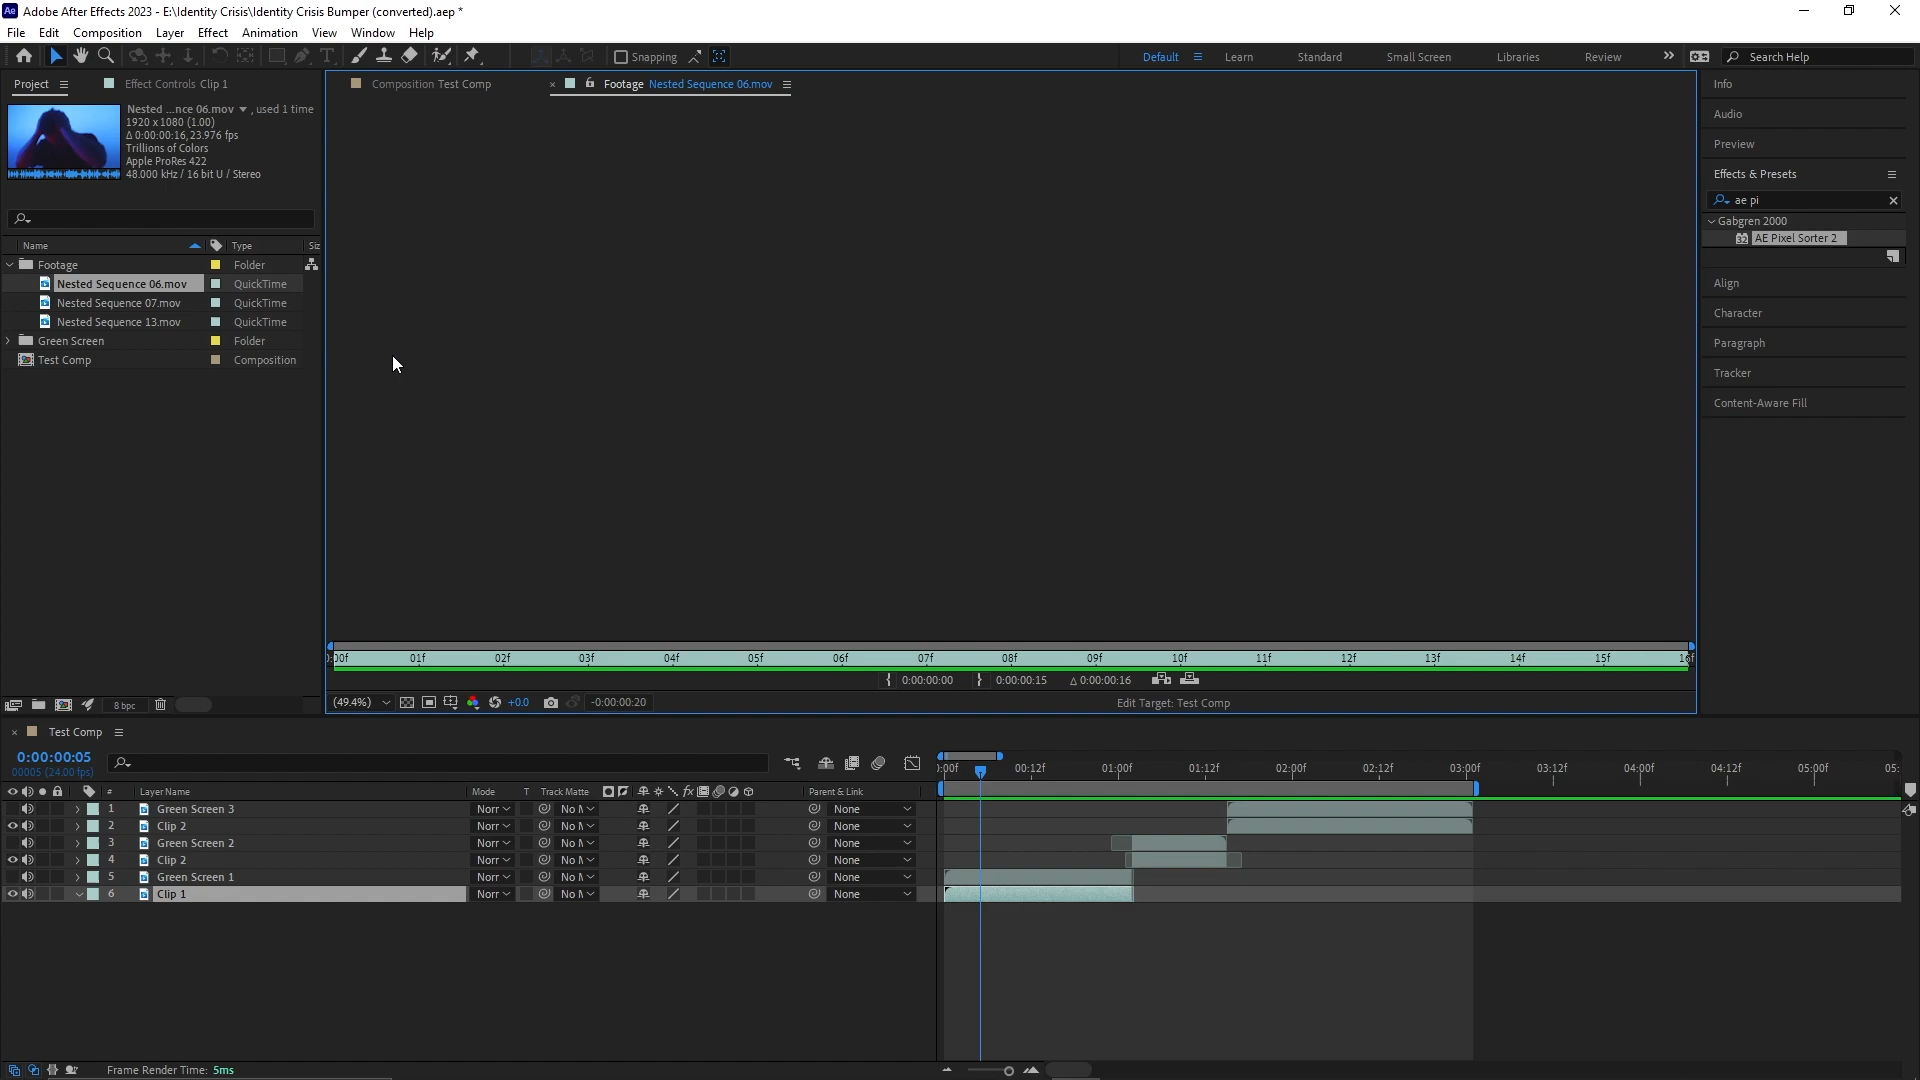 Adobe After Effects 2023 - E:\Identity Crisis\Identity Crisis Bumper (converted).aep *
File Edit Composition Layer Effect Animation View Window Help
Snapping
Default Learn Standard Small Screen Libraries Review
Search Help
Project
Effect Controls Clip 1
Nested ...nce 06.mov , used 1 time
1920 x 1080 (1.00)
Δ 0:00:00:16, 23.976 fps
Trillions of Colors
Apple ProRes 422
48.000 kHz / 16 bit U / Stereo
Name Type Siz
Footage Folder
Nested Sequence 06.mov QuickTime
Nested Sequence 07.mov QuickTime
Nested Sequence 13.mov QuickTime
Green Screen Folder
Test Comp Composition
8 bpc
Composition Test Comp
Footage Nested Sequence 06.mov
00f 01f 02f 03f 04f 05f 06f 07f 08f 09f 10f 11f 12f 13f 14f 15f 16f
0:00:00:00 0:00:00:15 Δ 0:00:00:16
(49.4%) +0.0 -0:00:00:20 Edit Target: Test Comp
Info
Audio
Preview
Effects & Presets
ae pi
Gabgren 2000
AE Pixel Sorter 2
Align
Character
Paragraph
Tracker
Content-Aware Fill
Test Comp
0:00:00:05
00005 (24.00 fps)
:00f 00:12f 01:00f 01:12f 02:00f 02:12f 03:00f 03:12f 04:00f 04:12f 05:00f 05:
# Layer Name Mode T Track Matte fx Parent & Link
1 Green Screen 3 Norr No M None
2 Clip 2 Norr No M None
3 Green Screen 2 Norr No M None
4 Clip 2 Norr No M None
5 Green Screen 1 Norr No M None
6 Clip 1 Norr No M None
Frame Render Time: 5ms